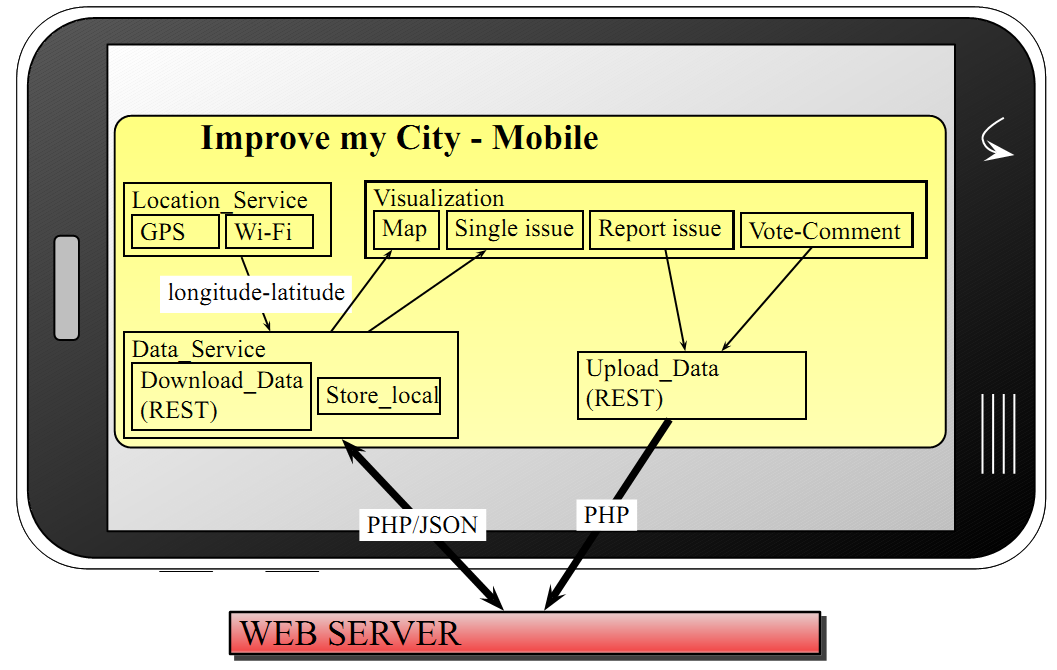 Improve my City - Mobile
Location_Service
GPS
Wi-Fi
Visualization
Map
Single issue
Report issue
Vote-Comment
longitude-latitude
Data_Service
Download_Data
(REST)
Store_local
Upload_Data
(REST)
PHP/JSON
PHP
WEB SERVER